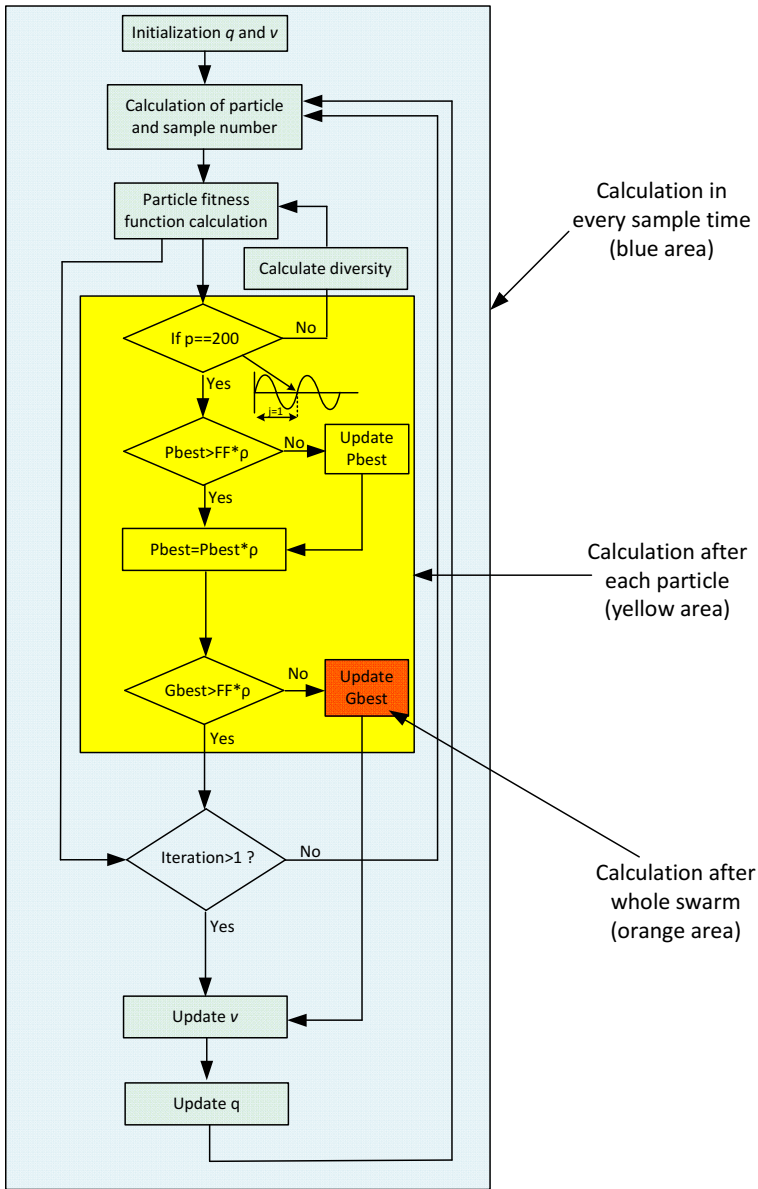 Initialization q and v
Calculation of particle
and sample number
Particle fitness
function calculation
Calculate diversity
If p==200
No
Yes
j=1
Pbest>FF*ρ
No
Update
Pbest
Yes
Pbest=Pbest*ρ
Gbest>FF*ρ
No
Update
Gbest
Yes
Iteration>1 ?
No
Yes
Update v
Update q
Calculation in
every sample time
(blue area)
Calculation after
each particle
(yellow area)
Calculation after
whole swarm
(orange area)